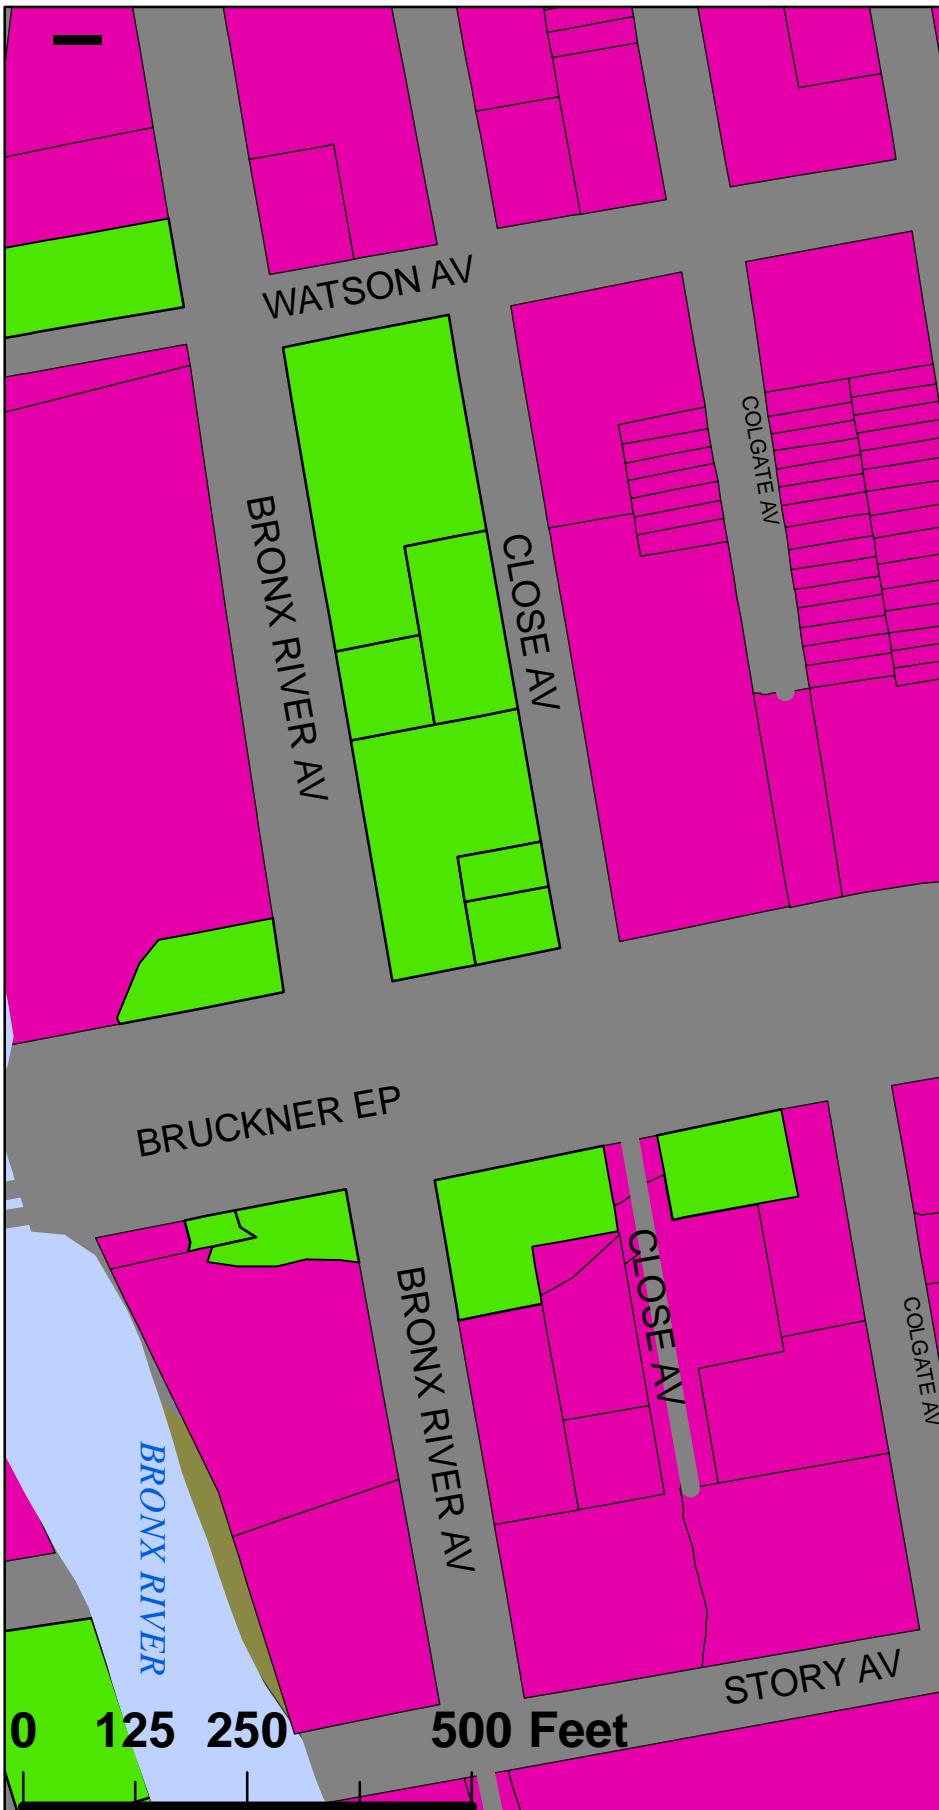 WATSON AV
COLGATE AV
BRONX RIVER AV
CLOSE AV
BRUCKNER EP
CLOSE AV
BRONX RIVER AV
COLGATE AV
BRONX RIVER
STORY AV
0 125 250 500 Feet